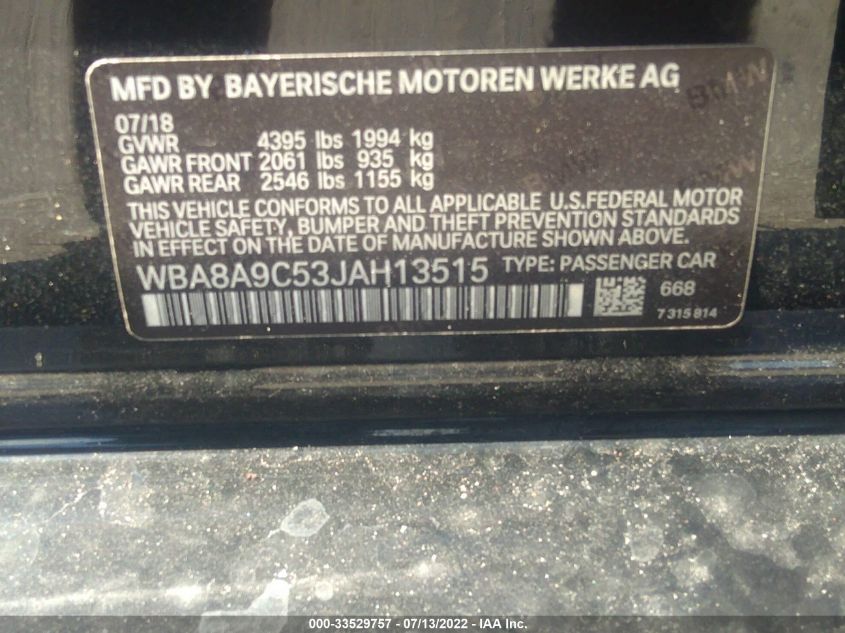 MFD BY BAYERISCHE MOTOREN WERKE AG
07/18
GVWR 4395 lbs 1994 kg
GAWR FRONT 2061 lbs 935 kg
GAWR REAR 2546 lbs 1155 kg
THIS VEHICLE CONFORMS TO ALL APPLICABLE U.S.FEDERAL MOTOR
VEHICLE SAFETY, BUMPER AND THEFT PREVENTION STANDARDS
IN EFFECT ON THE DATE OF MANUFACTURE SHOWN ABOVE.
WBA8A9C53JAH13515 TYPE: PASSENGER CAR
668
7 315 814
BMW
BMW
000-33529757 - 07/13/2022 - IAA Inc.